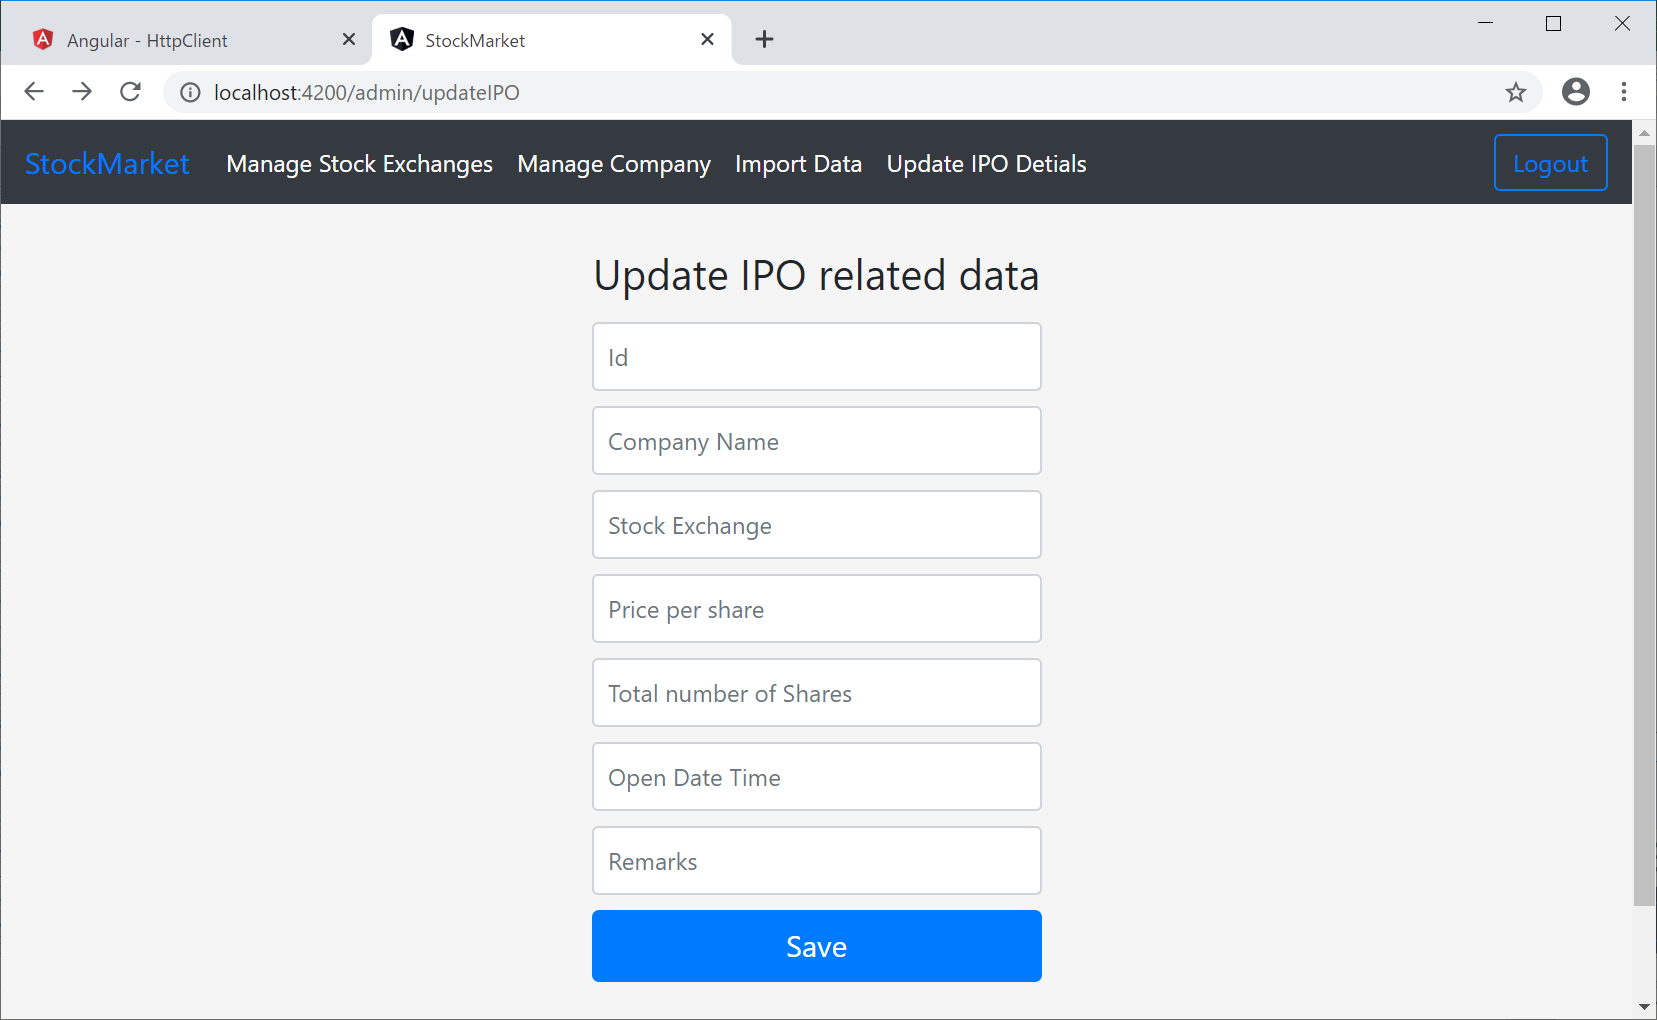 Angular - HttpClient
StockMarket
localhost:4200/admin/updateIPO
StockMarket Manage Stock Exchanges Manage Company Import Data Update IPO Detials Logout
Update IPO related data
Id
Company Name
Stock Exchange
Price per share
Total number of Shares
Open Date Time
Remarks
Save